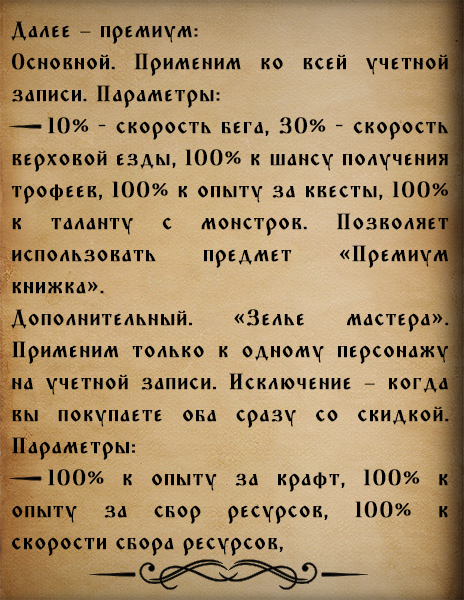 Далее – премиум:
Основной. Применим ко всей учетной
записи. Параметры:
— 10% - скорость бега, 30% - скорость
верховой езды, 100% к шансу получения
трофеев, 100% к опыту за квесты, 100%
к таланту с монстров. Позволяет
использовать предмет «Премиум
книжка».
Дополнительный. «Зелье мастера».
Применим только к одному персонажу
на учетной записи. Исключение – когда
вы покупаете оба сразу со скидкой.
Параметры:
— 100% к опыту за крафт, 100% к
опыту за сбор ресурсов, 100% к
скорости сбора ресурсов,